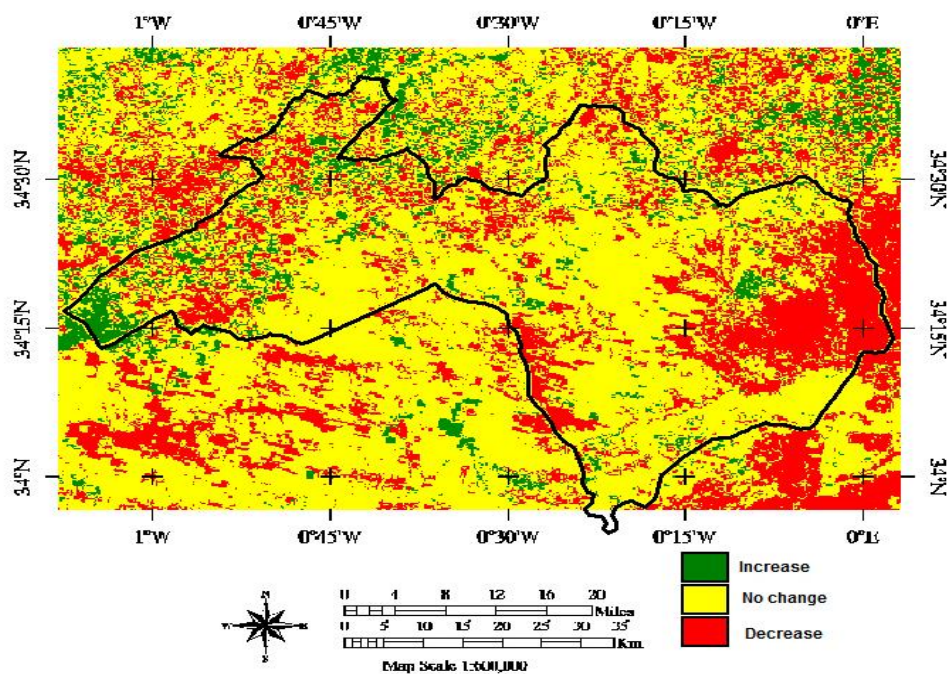 1°W 0°45'W 0°30'W 0°15'W 0°E
34°30'N 34°30'N
34°15'N 34°15'N
34°N 34°N
1°W 0°45'W 0°30'W 0°15'W 0°E
Increase
No change
Decrease
N
W E
S
0 4 8 12 16 20
Miles
0 5 10 15 20 25 30 35
Km
Map Scale 1:600,000